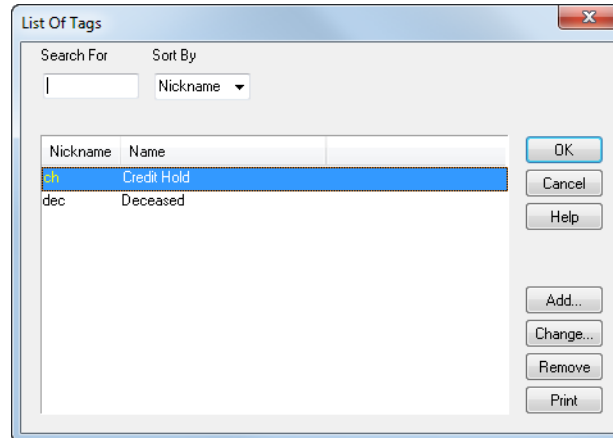 List Of Tags
Search For Sort By
Nickname
Nickname Name
ch Credit Hold
dec Deceased
OK
Cancel
Help
Add...
Change...
Remove
Print